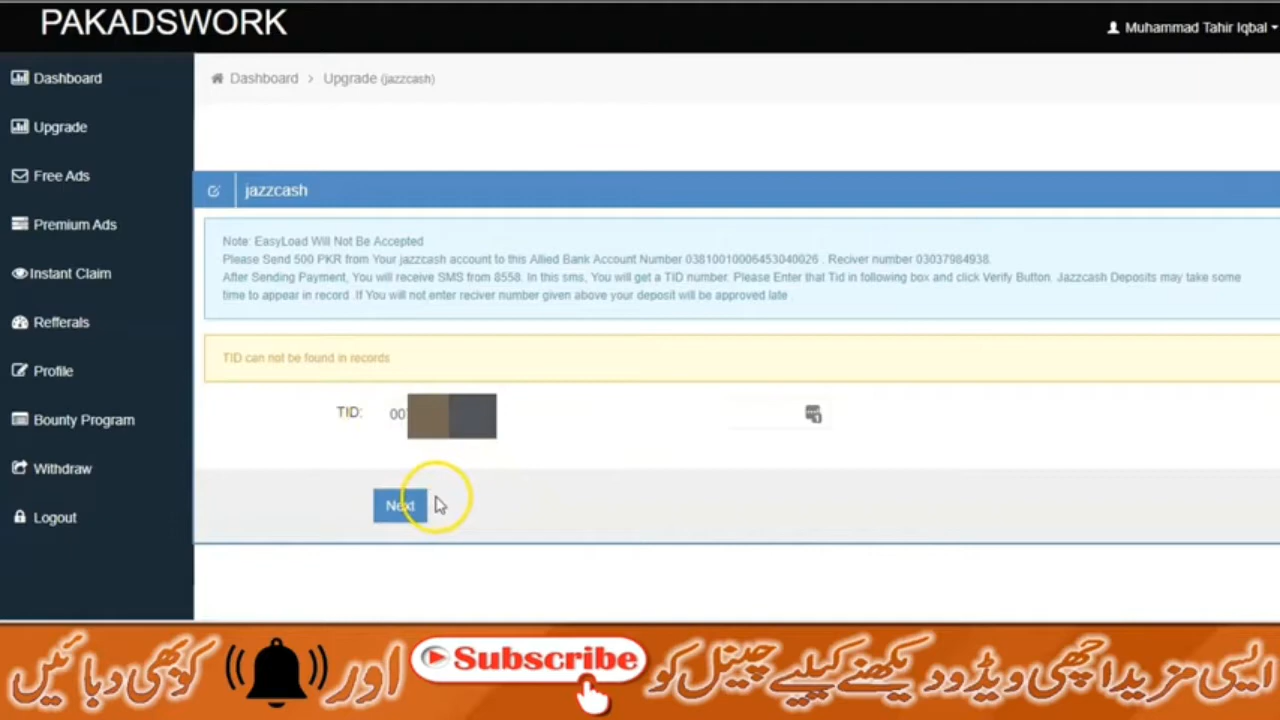 PAKADSWORK
Muhammad Tahir Iqbal
Dashboard
Upgrade
Free Ads
Premium Ads
Instant Claim
Refferals
Profile
Bounty Program
Withdraw
Logout
Dashboard > Upgrade (jazzcash)
jazzcash
Note: EasyLoad Will Not Be Accepted
Please Send 500 PKR from Your jazzcash account to this Allied Bank Account Number 03810010006453040026 . Reciver number 03037984938.
After Sending Payment, You will receive SMS from 8558. In this sms, You will get a TID number. Please Enter that Tid in following box and click Verify Button. Jazzcash Deposits may take some
time to appear in record .If You will not enter reciver number given above your deposit will be approved late
TID can not be found in records
TID: 00
Next
ایسی مزید اچھی ویڈوود یکھنے کیلیے چینل کو Subscribe اور کو بھی دبائیں